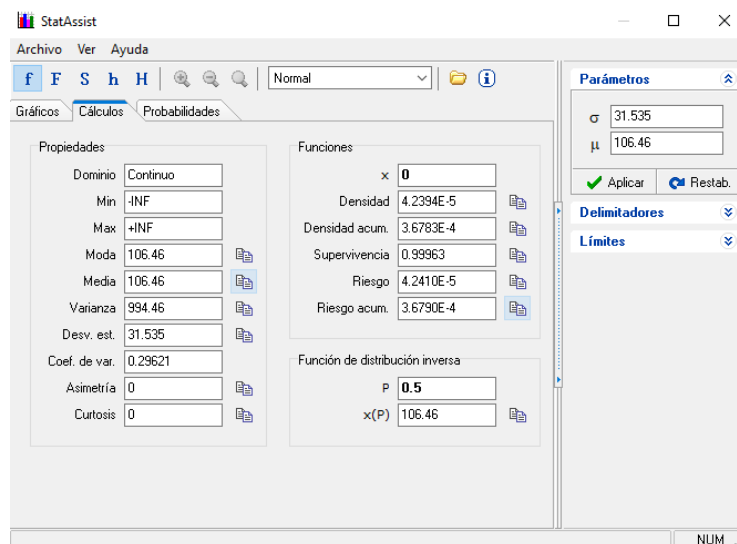 StatAssist
Archivo Ver Ayuda
f F S h H Normal
Gráficos Cálculos Probabilidades
Propiedades
Dominio Continuo
Min -INF
Max +INF
Moda 106.46
Media 106.46
Varianza 994.46
Desv. est. 31.535
Coef. de var. 0.29621
Asimetría 0
Curtosis 0
Funciones
x 0
Densidad 4.2394E-5
Densidad acum. 3.6783E-4
Supervivencia 0.99963
Riesgo 4.2410E-5
Riesgo acum. 3.6790E-4
Función de distribución inversa
P 0.5
x(P) 106.46
Parámetros
σ 31.535
μ 106.46
Aplicar Restab.
Delimitadores
Límites
NUM